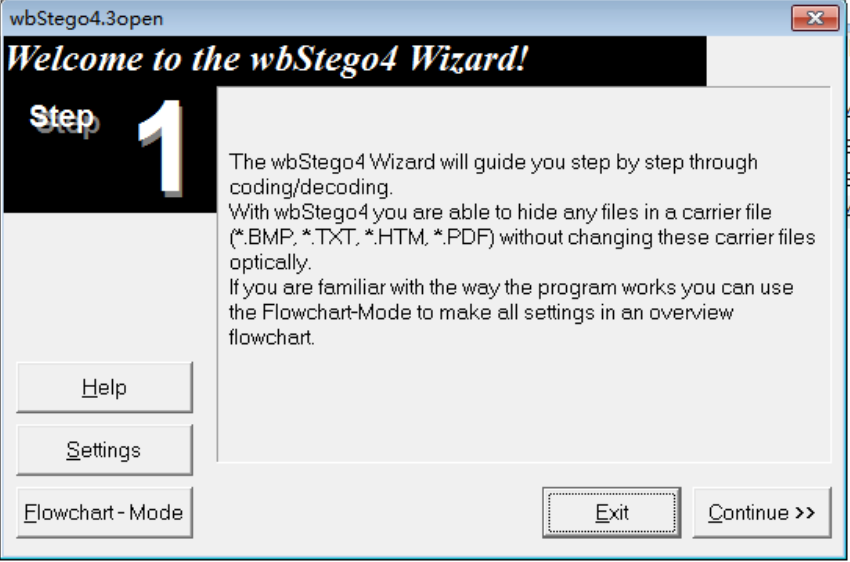 wbStego4.3open
Welcome to the wbStego4 Wizard!
Step 1
The wbStego4 Wizard will guide you step by step through
coding/decoding.
With wbStego4 you are able to hide any files in a carrier file
(*.BMP, *.TXT, *.HTM, *.PDF) without changing these carrier files
optically.
If you are familiar with the way the program works you can use
the Flowchart-Mode to make all settings in an overview
flowchart.
Help
Settings
Flowchart - Mode
Exit
Continue >>